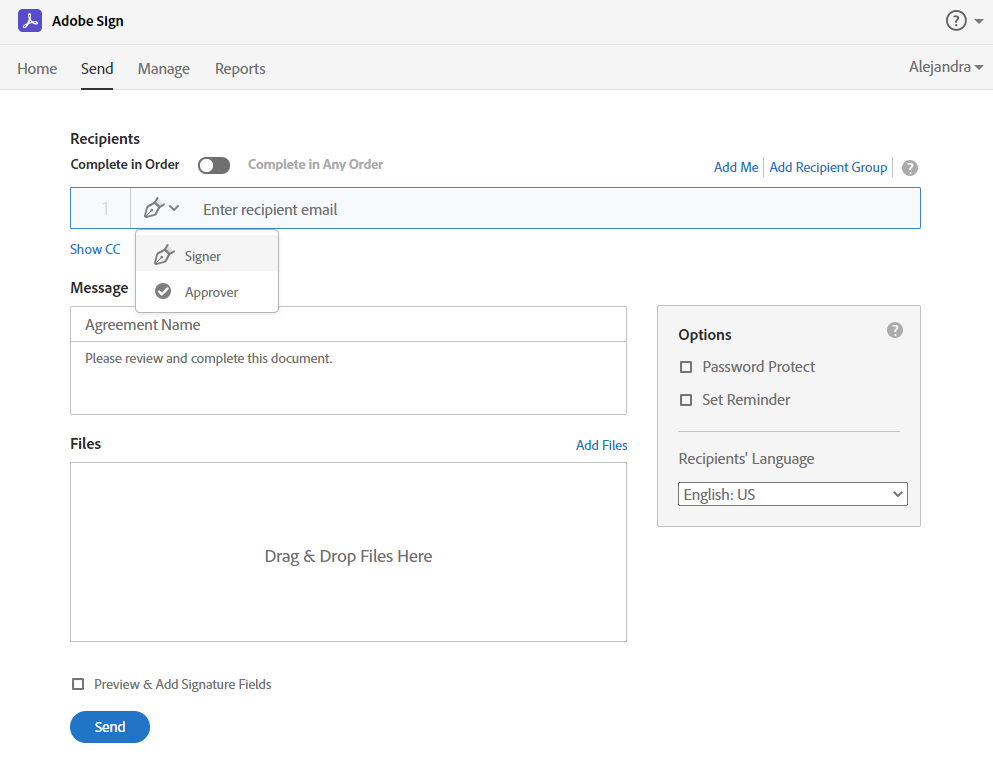 Adobe Sign
?
Home Send Manage Reports
Alejandra
Recipients
Complete in Order Complete in Any Order
Add Me Add Recipient Group ?
1 Enter recipient email
Show CC
Signer
Approver
Message
Agreement Name
Please review and complete this document.
Options ?
Password Protect
Set Reminder
Recipients' Language
English: US
Files Add Files
Drag & Drop Files Here
Preview & Add Signature Fields
Send